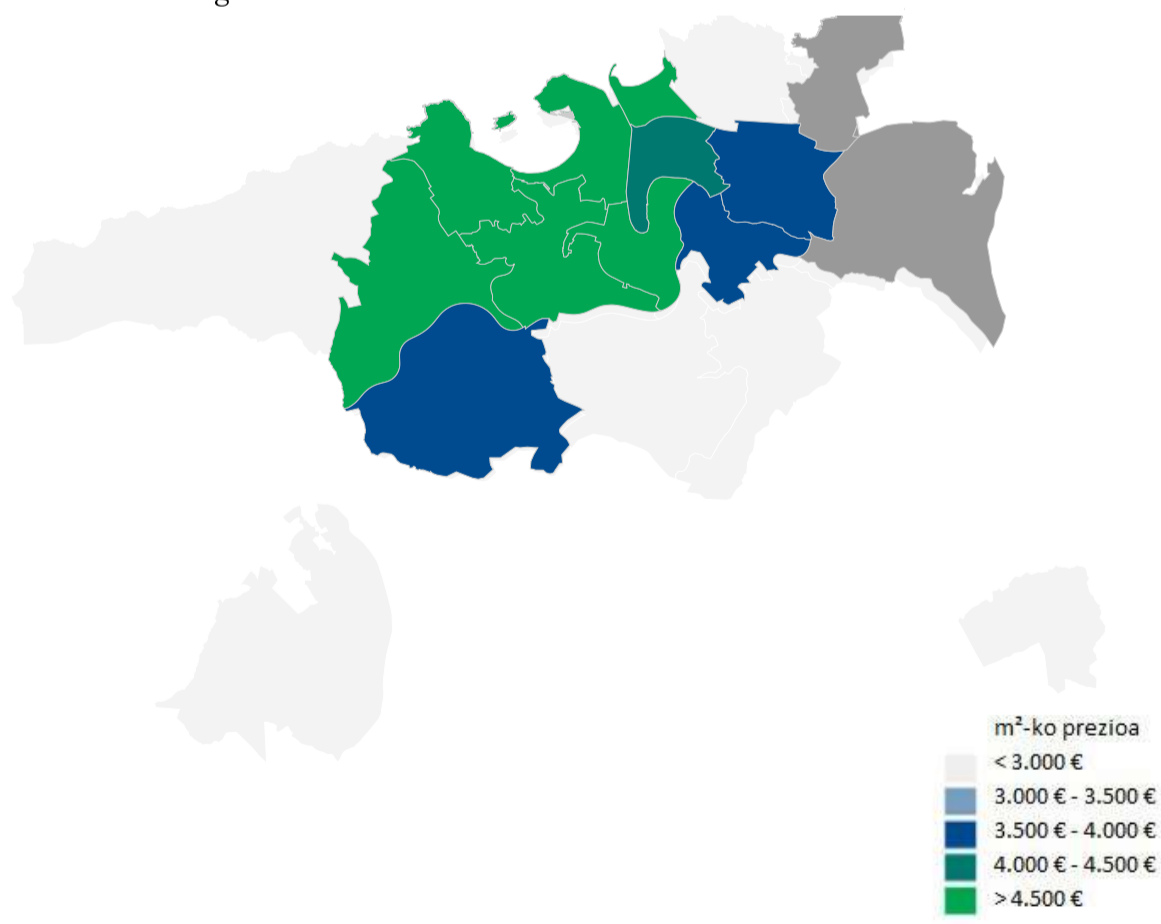 m²-ko prezioa
< 3.000 €
3.000 € - 3.500 €
3.500 € - 4.000 €
4.000 € - 4.500 €
> 4.500 €